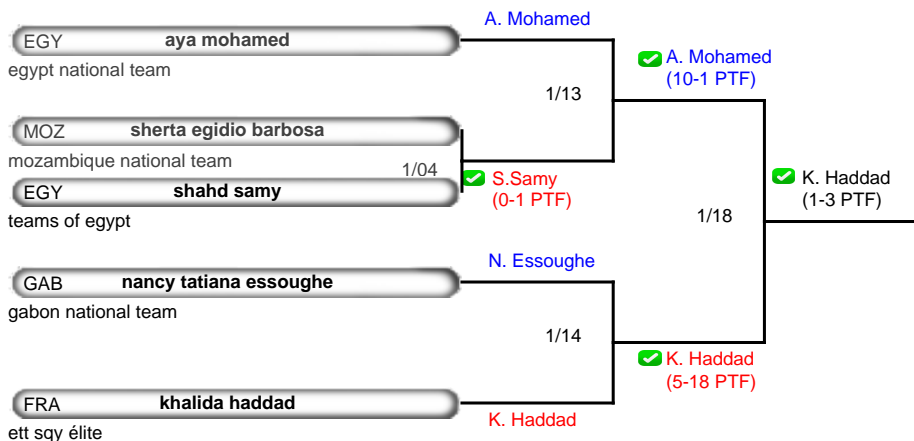 A. Mohamed
EGY aya mohamed
egypt national team
A. Mohamed
(10-1 PTF)
1/13
MOZ sherta egidio barbosa
mozambique national team
1/04
EGY shahd samy
teams of egypt
S.Samy
(0-1 PTF)
K. Haddad
(1-3 PTF)
1/18
N. Essoughe
GAB nancy tatiana essoughe
gabon national team
1/14
K. Haddad
(5-18 PTF)
FRA khalida haddad
ett sqy élite
K. Haddad